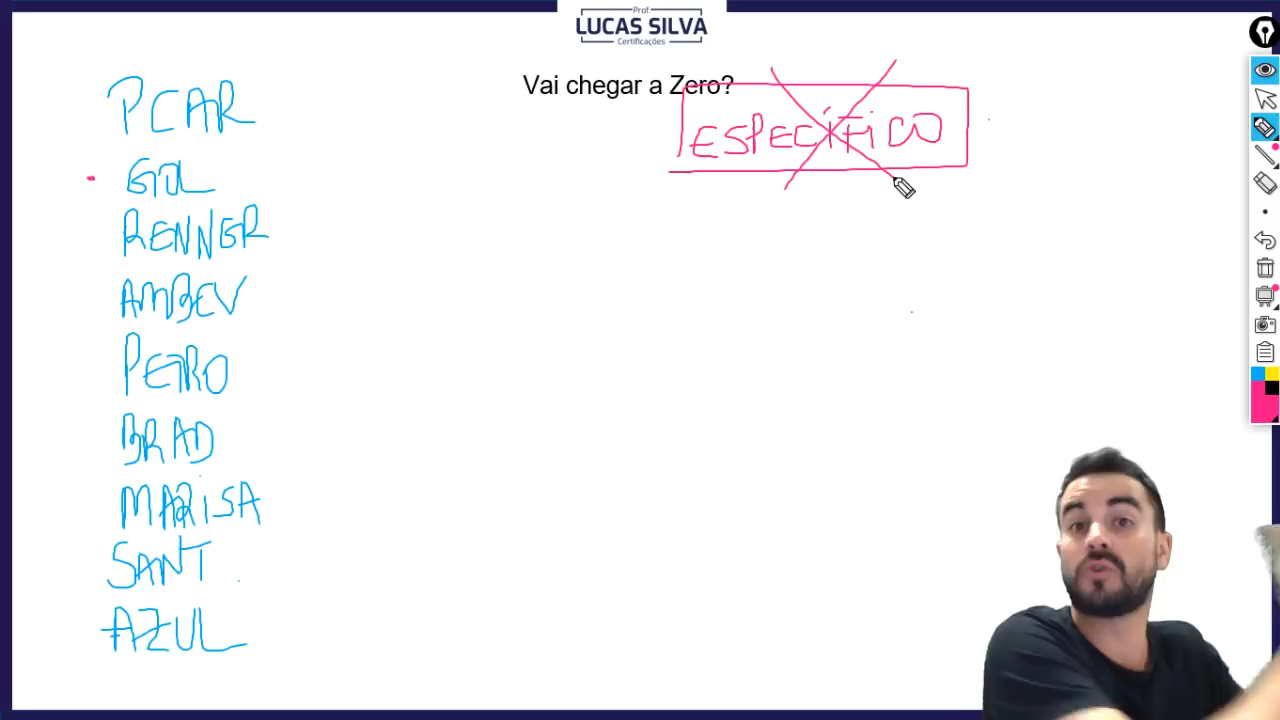 Prof.
LUCAS SILVA
Certificações
Vai chegar a Zero?
ESPECÍFICO
PCAR
GOL
RENNER
AMBEV
PETRO
BRAD
MARISA
SANT
AZUL